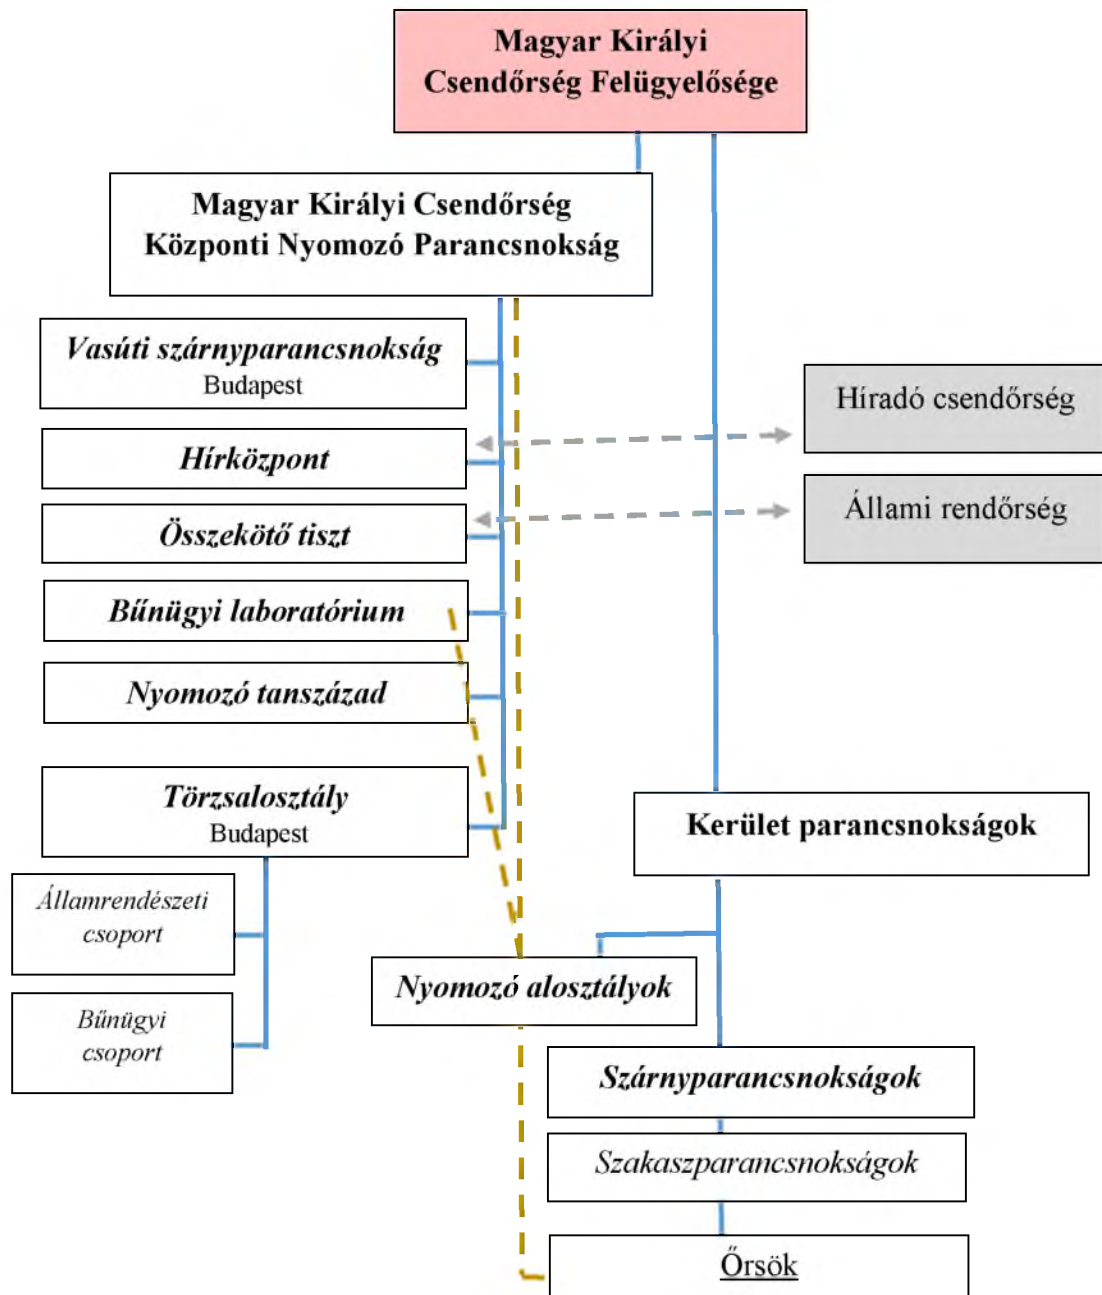 Magyar Királyi
Csendőrség Felügyelősége
Magyar Királyi Csendőrség
Központi Nyomozó Parancsnokság
Vasúti szárnyparancsnokság
Budapest
Híradó csendőrség
Hírközpont
Állami rendőrség
Összekötő tiszt
Bűnügyi laboratórium
Nyomozó tanszázad
Törzsalosztály
Budapest
Kerület parancsnokságok
Államrendészeti
csoport
Nyomozó alosztályok
Bűnügyi
csoport
Szárnyparancsnokságok
Szakaszparancsnokságok
Őrsök